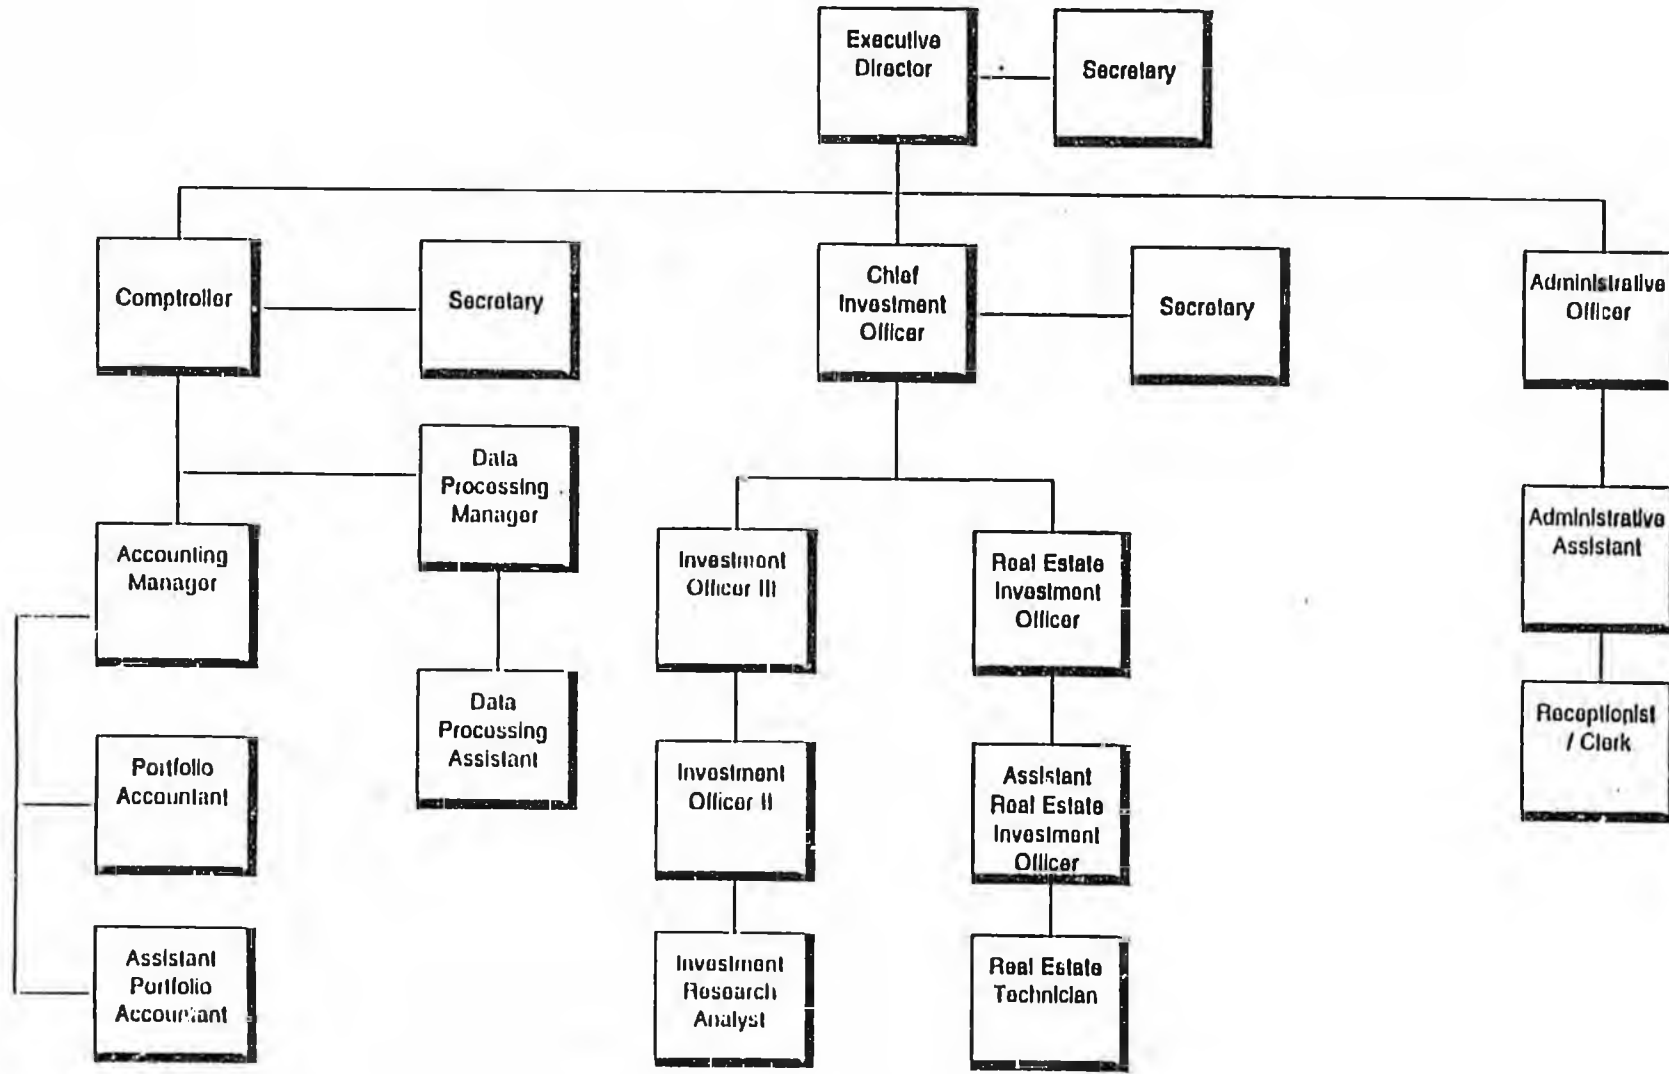 Executive
Director
Secretary
Comptroller
Secretary
Chief
Investment
Officer
Secretary
Administrative
Officer
Data
Processing
Manager
Accounting
Manager
Investment
Officer III
Real Estate
Investment
Officer
Administrative
Assistant
Data
Processing
Assistant
Receptionist
/ Clerk
Portfolio
Accountant
Investment
Officer II
Assistant
Real Estate
Investment
Officer
Assistant
Portfolio
Accountant
Investment
Research
Analyst
Real Estate
Technician